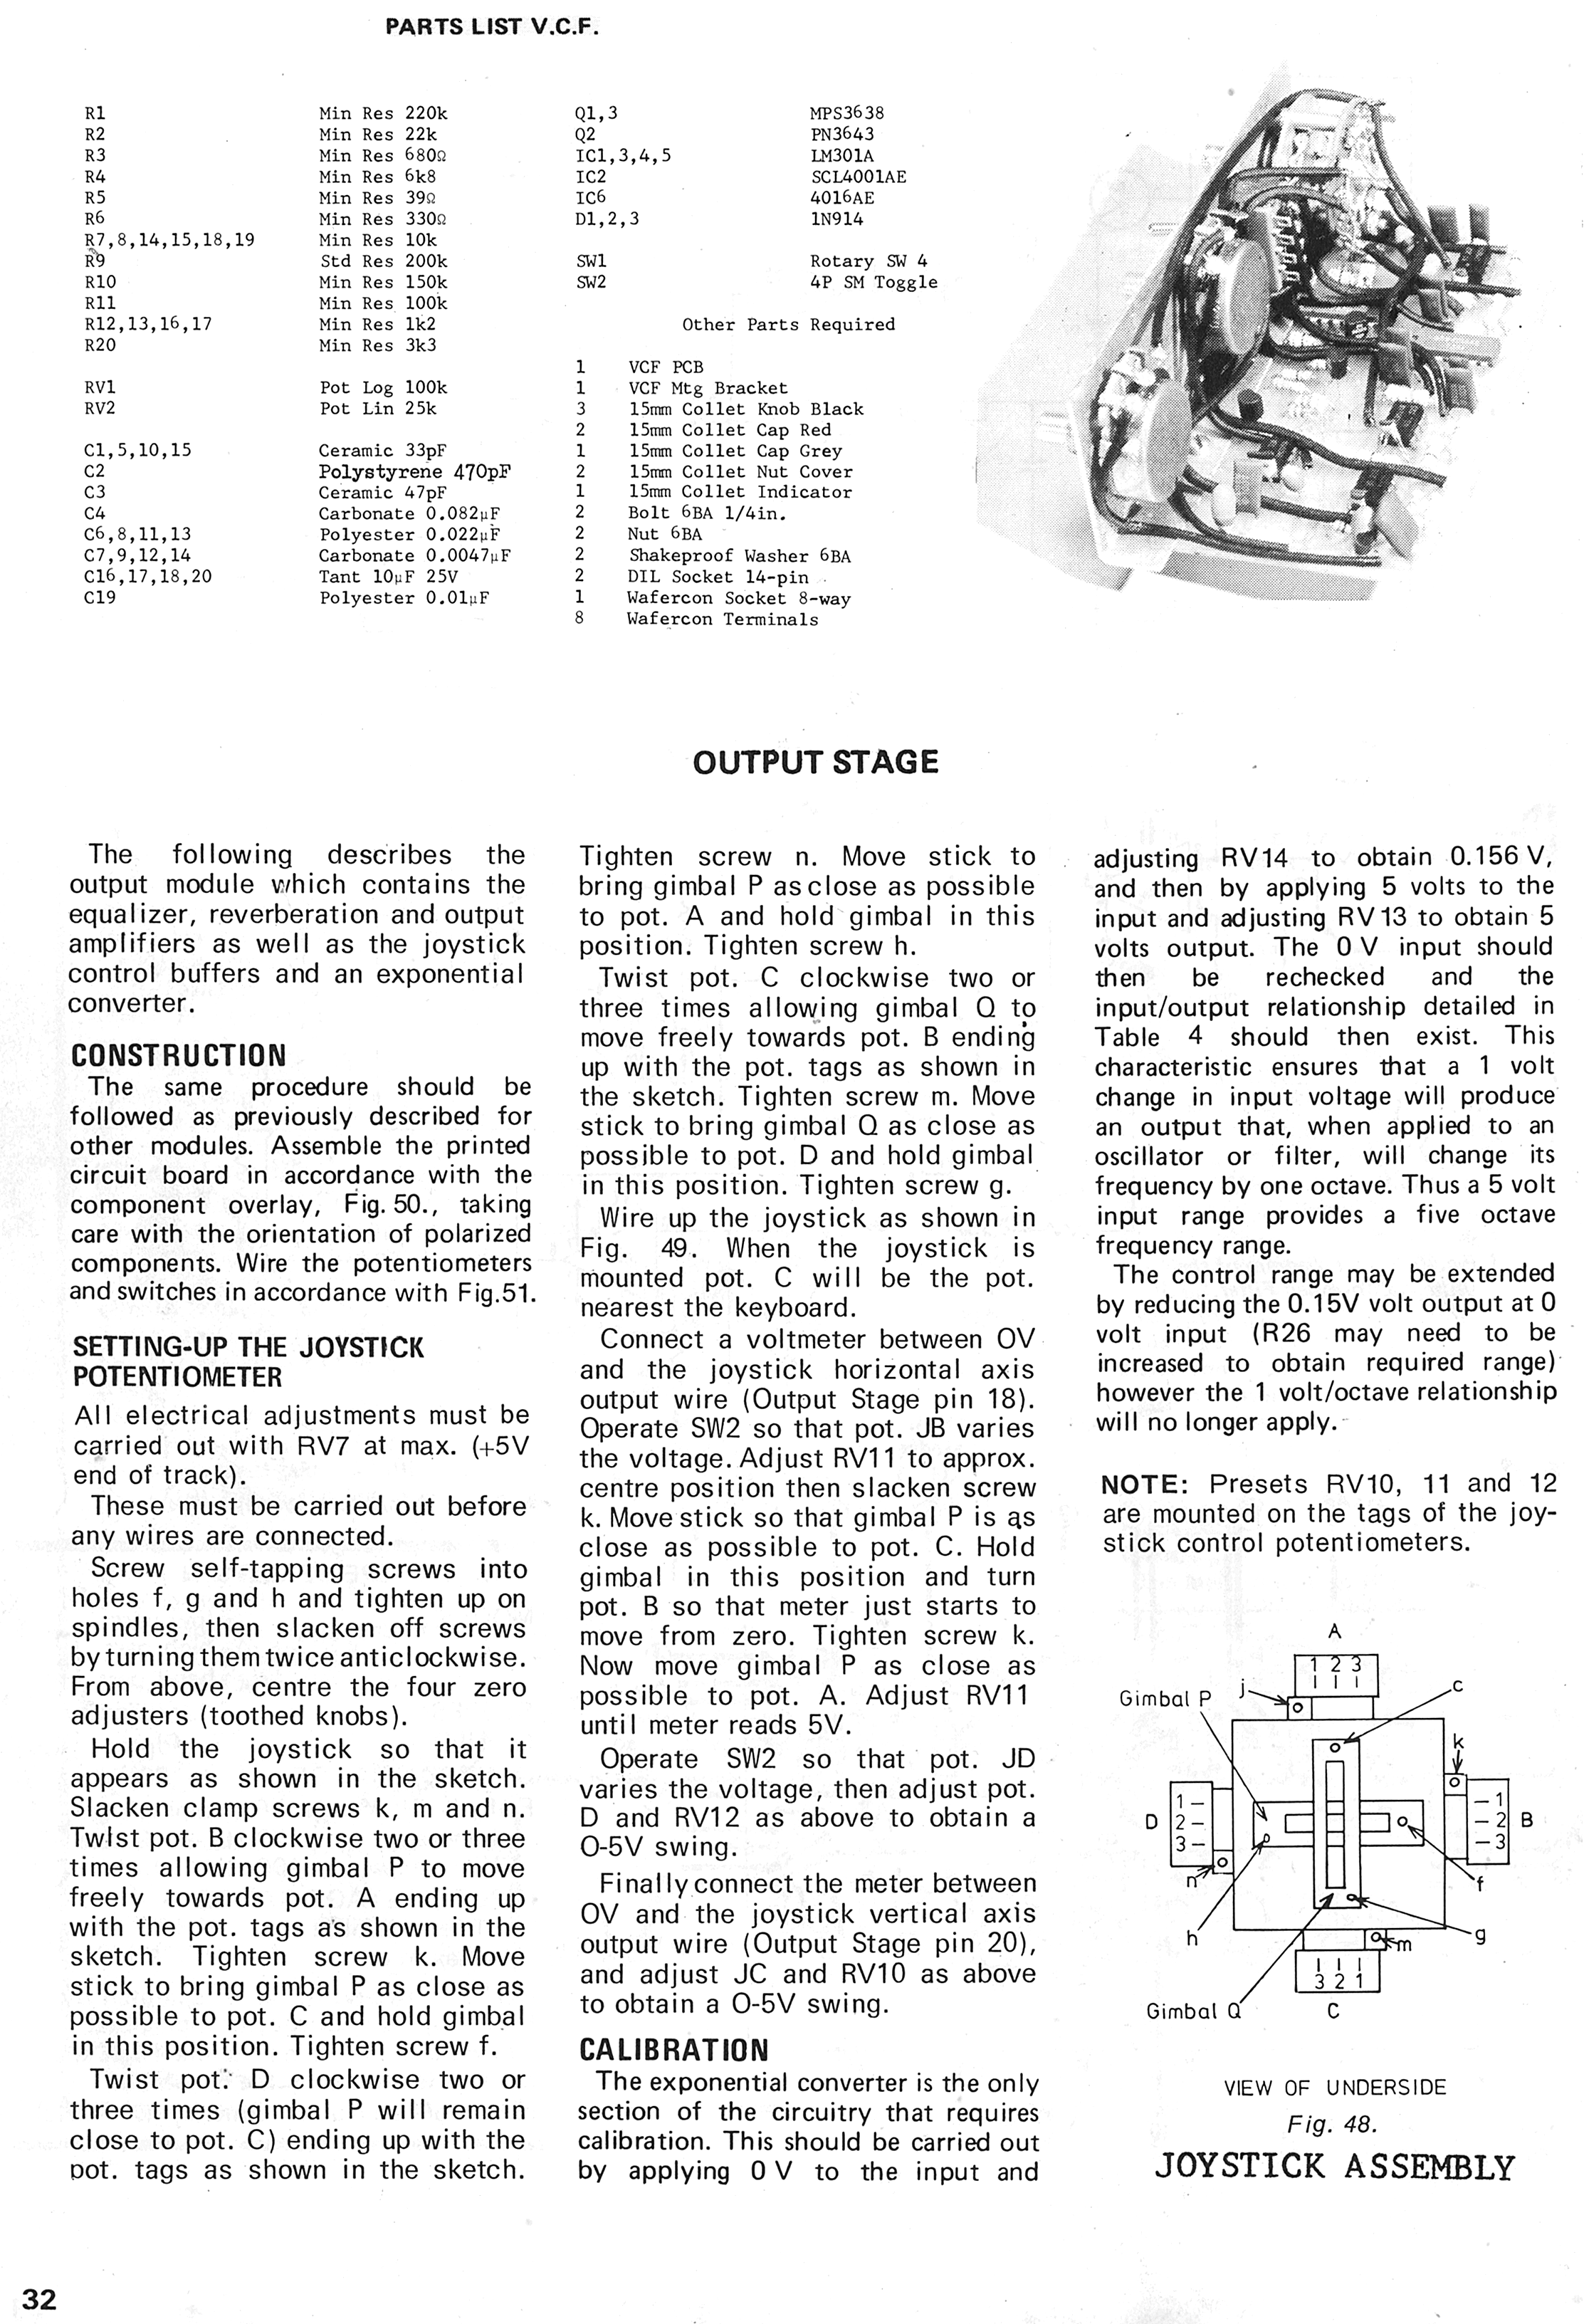 PARTS LIST V.C.F.
R1 Min Res 220k
R2 Min Res 22k
R3 Min Res 680Ω
R4 Min Res 6k8
R5 Min Res 39Ω
R6 Min Res 330Ω
R7,8,14,15,18,19 Min Res 10k
R9 Std Res 200k
R10 Min Res 150k
R11 Min Res 100k
R12,13,16,17 Min Res 1k2
R20 Min Res 3k3
RV1 Pot Log 100k
RV2 Pot Lin 25k
C1,5,10,15 Ceramic 33pF
C2 Polystyrene 470pF
C3 Ceramic 47pF
C4 Carbonate 0.082μF
C6,8,11,13 Polyester 0.022μF
C7,9,12,14 Carbonate 0.0047μF
C16,17,18,20 Tant 10μF 25V
C19 Polyester 0.01μF
Q1,3 MPS3638
Q2 PN3643
IC1,3,4,5 LM301A
IC2 SCL4001AE
IC6 4016AE
D1,2,3 1N914
SW1 Rotary SW 4
SW2 4P SM Toggle
Other Parts Required
1 VCF PCB
1 VCF Mtg Bracket
3 15mm Collet Knob Black
2 15mm Collet Cap Red
1 15mm Collet Cap Grey
2 15mm Collet Nut Cover
1 15mm Collet Indicator
2 Bolt 6BA 1/4in.
2 Nut 6BA
2 Shakeproof Washer 6BA
2 DIL Socket 14-pin
1 Wafercon Socket 8-way
8 Wafercon Terminals
OUTPUT STAGE
The following describes the
output module which contains the
equalizer, reverberation and output
amplifiers as well as the joystick
control buffers and an exponential
converter.
CONSTRUCTION
The same procedure should be
followed as previously described for
other modules. Assemble the printed
circuit board in accordance with the
component overlay, Fig. 50., taking
care with the orientation of polarized
components. Wire the potentiometers
and switches in accordance with Fig.51.
SETTING-UP THE JOYSTICK
POTENTIOMETER
All electrical adjustments must be
carried out with RV7 at max. (+5V
end of track).
These must be carried out before
any wires are connected.
Screw self-tapping screws into
holes f, g and h and tighten up on
spindles, then slacken off screws
by turning them twice anticlockwise.
From above, centre the four zero
adjusters (toothed knobs).
Hold the joystick so that it
appears as shown in the sketch.
Slacken clamp screws k, m and n.
Twist pot. B clockwise two or three
times allowing gimbal P to move
freely towards pot. A ending up
with the pot. tags as shown in the
sketch. Tighten screw k. Move
stick to bring gimbal P as close as
possible to pot. C and hold gimbal
in this position. Tighten screw f.
Twist pot. D clockwise two or
three times (gimbal P will remain
close to pot. C) ending up with the
pot. tags as shown in the sketch.
Tighten screw n. Move stick to
bring gimbal P as close as possible
to pot. A and hold gimbal in this
position. Tighten screw h.
Twist pot. C clockwise two or
three times allowing gimbal Q to
move freely towards pot. B ending
up with the pot. tags as shown in
the sketch. Tighten screw m. Move
stick to bring gimbal Q as close as
possible to pot. D and hold gimbal
in this position. Tighten screw g.
Wire up the joystick as shown in
Fig. 49. When the joystick is
mounted pot. C will be the pot.
nearest the keyboard.
Connect a voltmeter between OV
and the joystick horizontal axis
output wire (Output Stage pin 18).
Operate SW2 so that pot. JB varies
the voltage. Adjust RV11 to approx.
centre position then slacken screw
k. Move stick so that gimbal P is as
close as possible to pot. C. Hold
gimbal in this position and turn
pot. B so that meter just starts to
move from zero. Tighten screw k.
Now move gimbal P as close as
possible to pot. A. Adjust RV11
until meter reads 5V.
Operate SW2 so that pot. JD
varies the voltage, then adjust pot.
D and RV12 as above to obtain a
O-5V swing.
Finally connect the meter between
OV and the joystick vertical axis
output wire (Output Stage pin 20),
and adjust JC and RV10 as above
to obtain a O-5V swing.
CALIBRATION
The exponential converter is the only
section of the circuitry that requires
calibration. This should be carried out
by applying 0 V to the input and
adjusting RV14 to obtain 0.156 V,
and then by applying 5 volts to the
input and adjusting RV13 to obtain 5
volts output. The 0 V input should
then be rechecked and the
input/output relationship detailed in
Table 4 should then exist. This
characteristic ensures that a 1 volt
change in input voltage will produce
an output that, when applied to an
oscillator or filter, will change its
frequency by one octave. Thus a 5 volt
input range provides a five octave
frequency range.
The control range may be extended
by reducing the 0.15V volt output at 0
volt input (R26 may need to be
increased to obtain required range)
however the 1 volt/octave relationship
will no longer apply.
NOTE: Presets RV10, 11 and 12
are mounted on the tags of the joy-
stick control potentiometers.
A
1 2 3
Gimbal P
j
c
k
D
1
2
3
1
2
3
B
n
f
h
g
m
3 2 1
Gimbal Q
C
VIEW OF UNDERSIDE
Fig. 48.
JOYSTICK ASSEMBLY
32